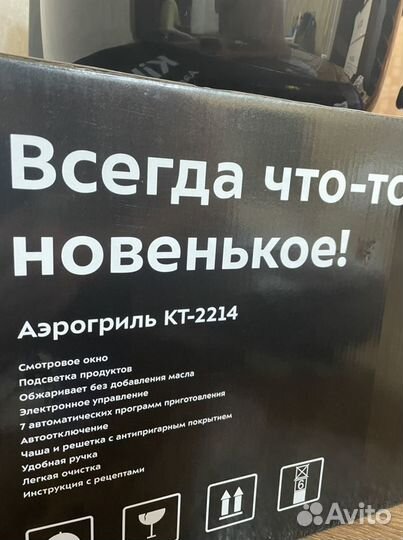 Всегда что-то
новенькое!
Аэрогриль КТ-2214
Смотровое окно
Подсветка продуктов
Обжаривает без добавления масла
Электронное управление
7 автоматических программ приготовления
Автоотключение
Чаша и решетка с антипригарным покрытием
Удобная ручка
Легкая очистка
Инструкция с рецептами
6
Avito